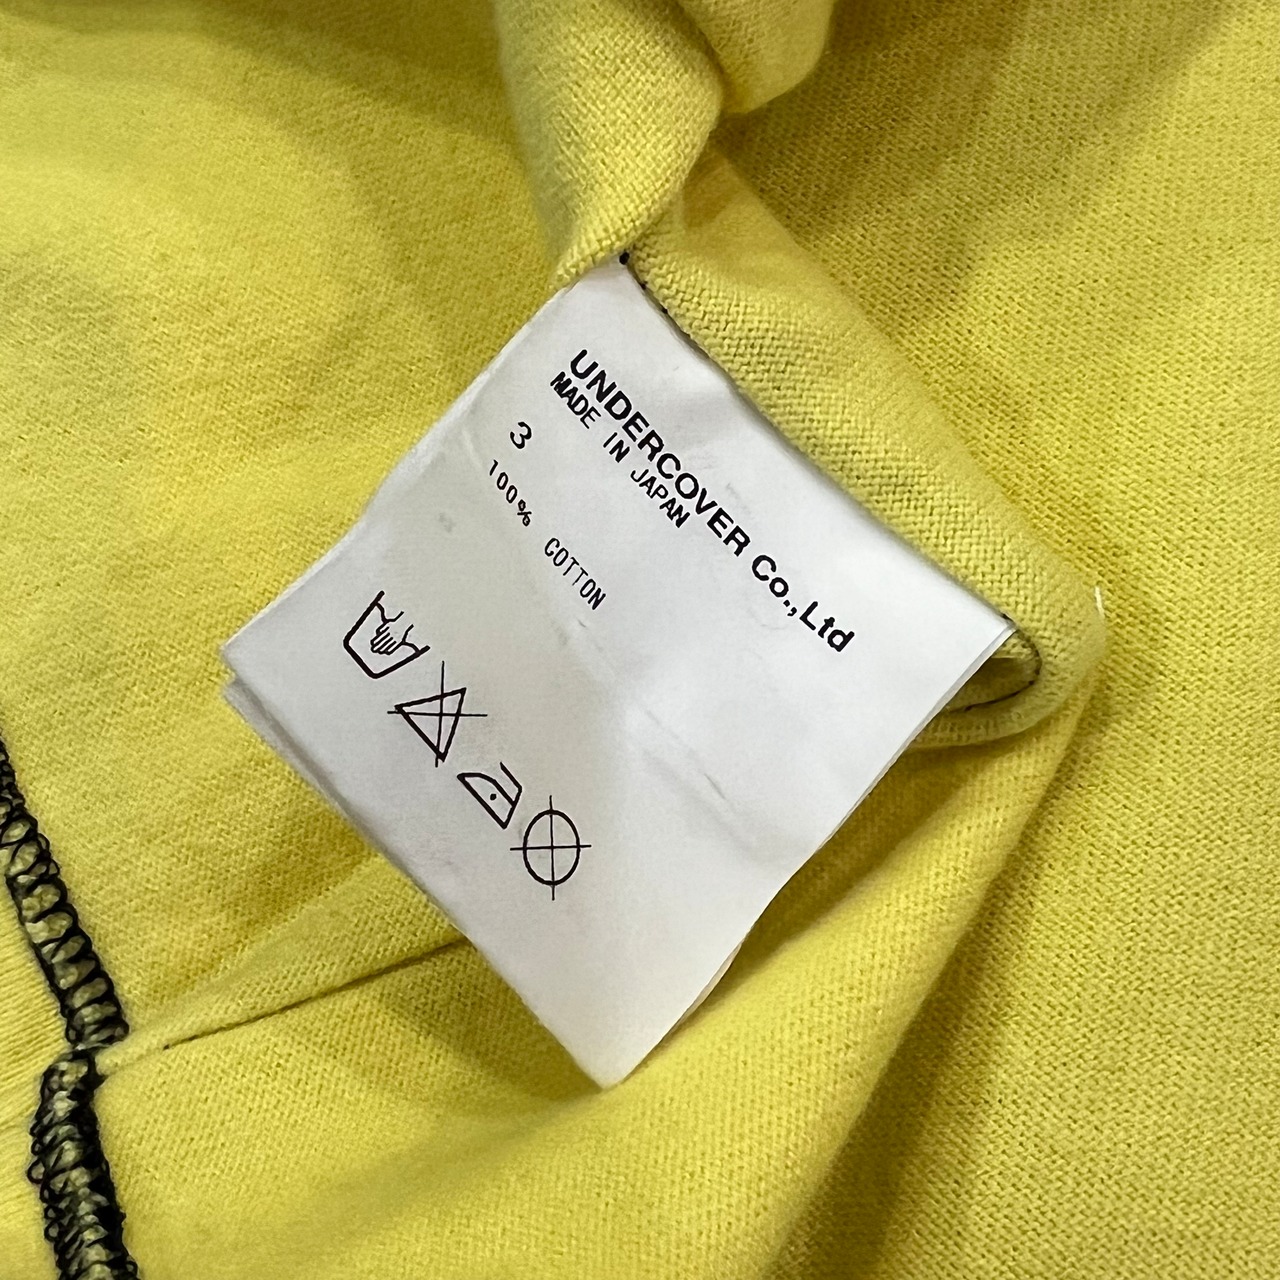 UNDERCOVER Co.,Ltd
MADE IN JAPAN
3
100% COTTON